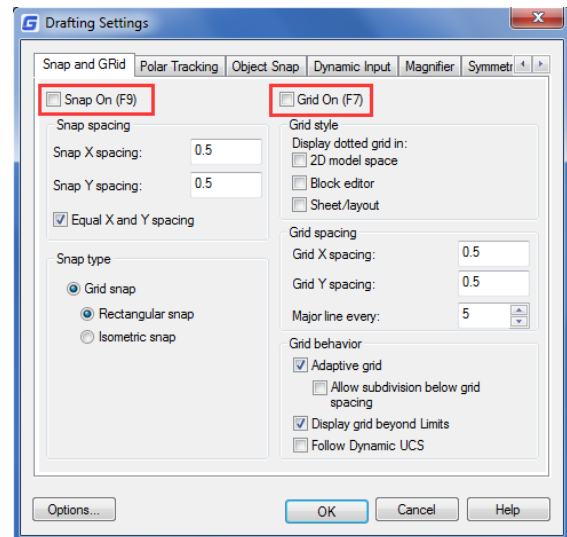 Drafting Settings
Snap and GRid
Polar Tracking
Object Snap
Dynamic Input
Magnifier
Symmetr
Snap On (F9)
Snap spacing
Snap X spacing:
0.5
Snap Y spacing:
0.5
Equal X and Y spacing
Snap type
Grid snap
Rectangular snap
Isometric snap
Grid On (F7)
Grid style
Display dotted grid in:
2D model space
Block editor
Sheet/layout
Grid spacing
Grid X spacing:
0.5
Grid Y spacing:
0.5
Major line every:
5
Grid behavior
Adaptive grid
Allow subdivision below grid
spacing
Display grid beyond Limits
Follow Dynamic UCS
Options...
OK
Cancel
Help